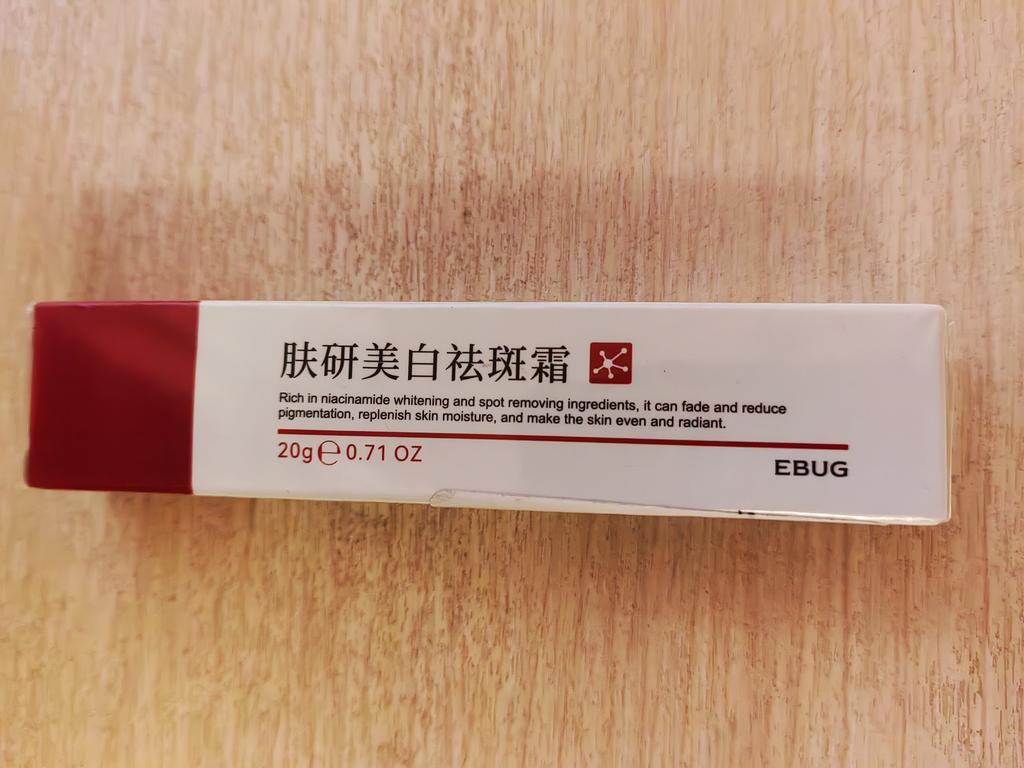 肤研美白祛斑霜
Rich in niacinamide whitening and spot removing ingredients, it can fade and reduce
pigmentation, replenish skin moisture, and make the skin even and radiant.
20g℮0.71 OZ
EBUG